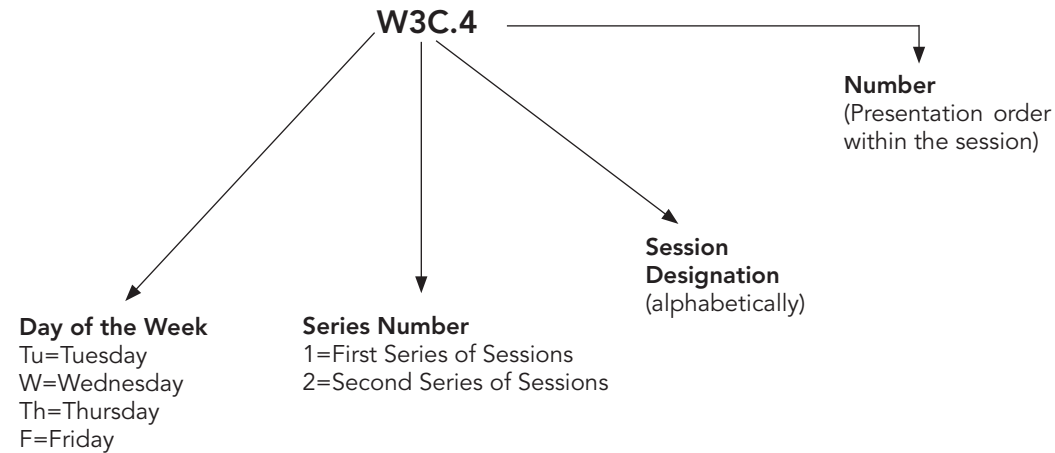 W3C.4
Number
(Presentation order
within the session)
Session
Designation
(alphabetically)
Day of the Week
Tu=Tuesday
W=Wednesday
Th=Thursday
F=Friday
Series Number
1=First Series of Sessions
2=Second Series of Sessions